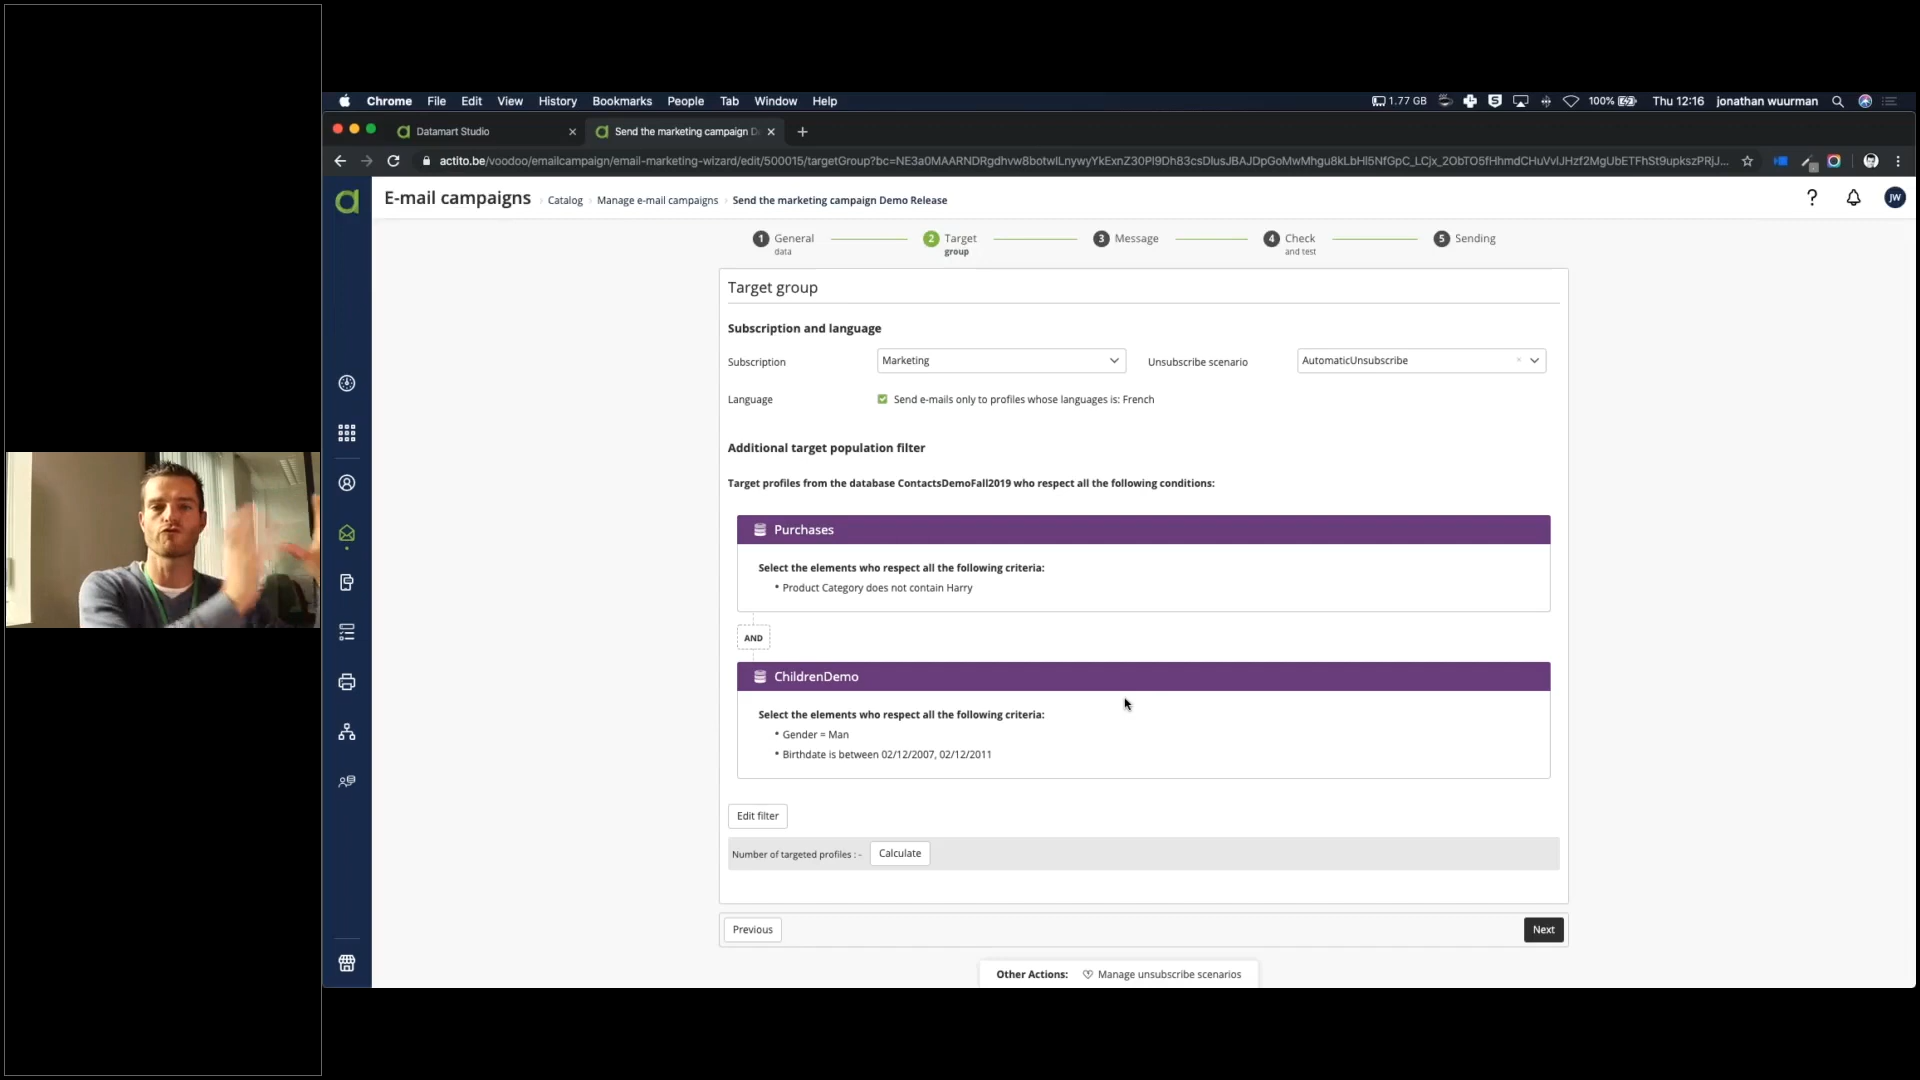 Chrome File Edit View History Bookmarks People Tab Window Help 1.77 GB 100% Thu 12:16 jonathan wuurman
Datamart Studio Send the marketing campaign D
E-mail campaigns Catalog Manage e-mail campaigns Send the marketing campaign Demo Release JW
1 General data 2 Target group 3 Message 4 Check and test 5 Sending
Target group
Subscription and language
Subscription Marketing Unsubscribe scenario AutomaticUnsubscribe
Language Send e-mails only to profiles whose languages is: French
Additional target population filter
Target profiles from the database ContactsDemoFall2019 who respect all the following conditions:
Purchases
Select the elements who respect all the following criteria:
• Product Category does not contain Harry
AND
ChildrenDemo
Select the elements who respect all the following criteria:
• Gender = Man
• Birthdate is between 02/12/2007, 02/12/2011
Edit filter
Number of targeted profiles : - Calculate
Previous Next
Other Actions: Manage unsubscribe scenarios